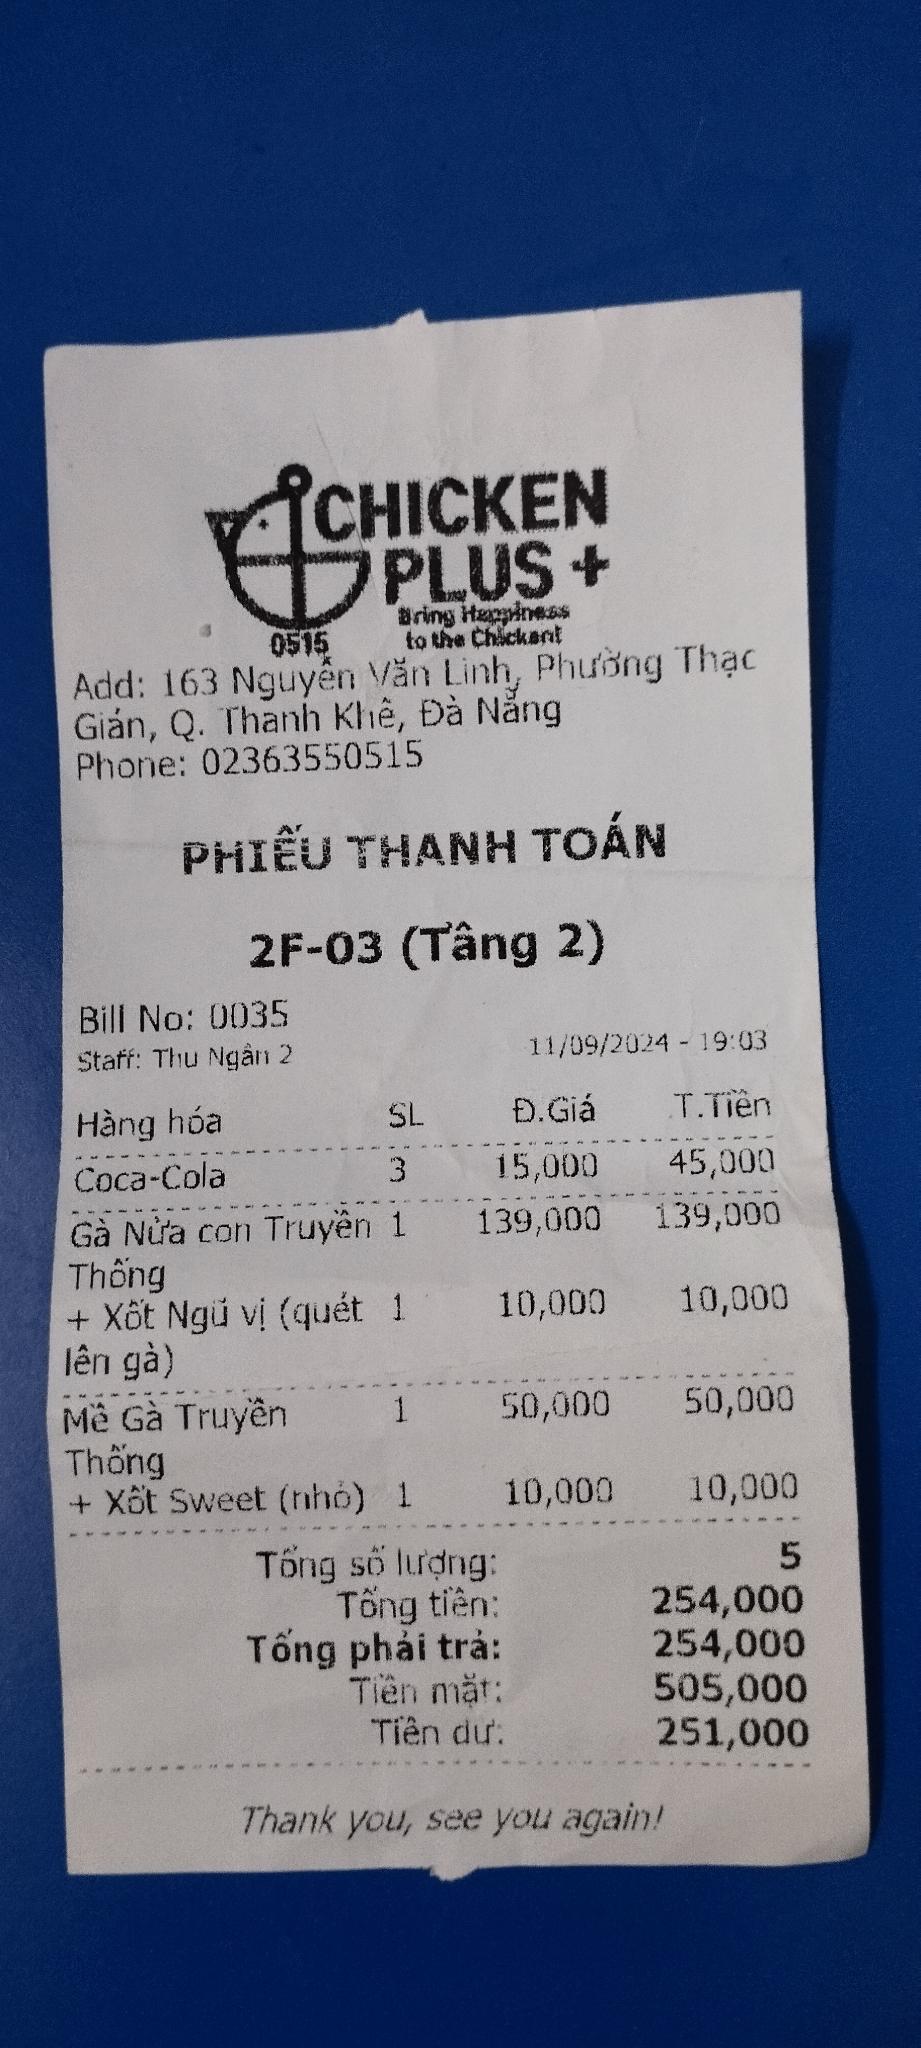 CHICKEN
PLUS +
Bring Happiness
to the Chicken!
0515
Add: 163 Nguyễn Văn Linh, Phường Thạc
Gián, Q. Thanh Khê, Đà Nẵng
Phone: 02363550515
PHIẾU THANH TOÁN
2F-03 (Tầng 2)
Bill No: 0035
Staff: Thu Ngân 2 11/09/2024 - 19:03
Hàng hóa SL Đ.Giá T.Tiền
Coca-Cola 3 15,000 45,000
Gà Nửa con Truyền 1 139,000 139,000
Thống
+ Xốt Ngũ vị (quét 1 10,000 10,000
lên gà)
Mề Gà Truyền 1 50,000 50,000
Thống
+ Xốt Sweet (nhỏ) 1 10,000 10,000
Tổng số lượng: 5
Tổng tiền: 254,000
Tổng phải trả: 254,000
Tiền mặt: 505,000
Tiền dư: 251,000
Thank you, see you again!